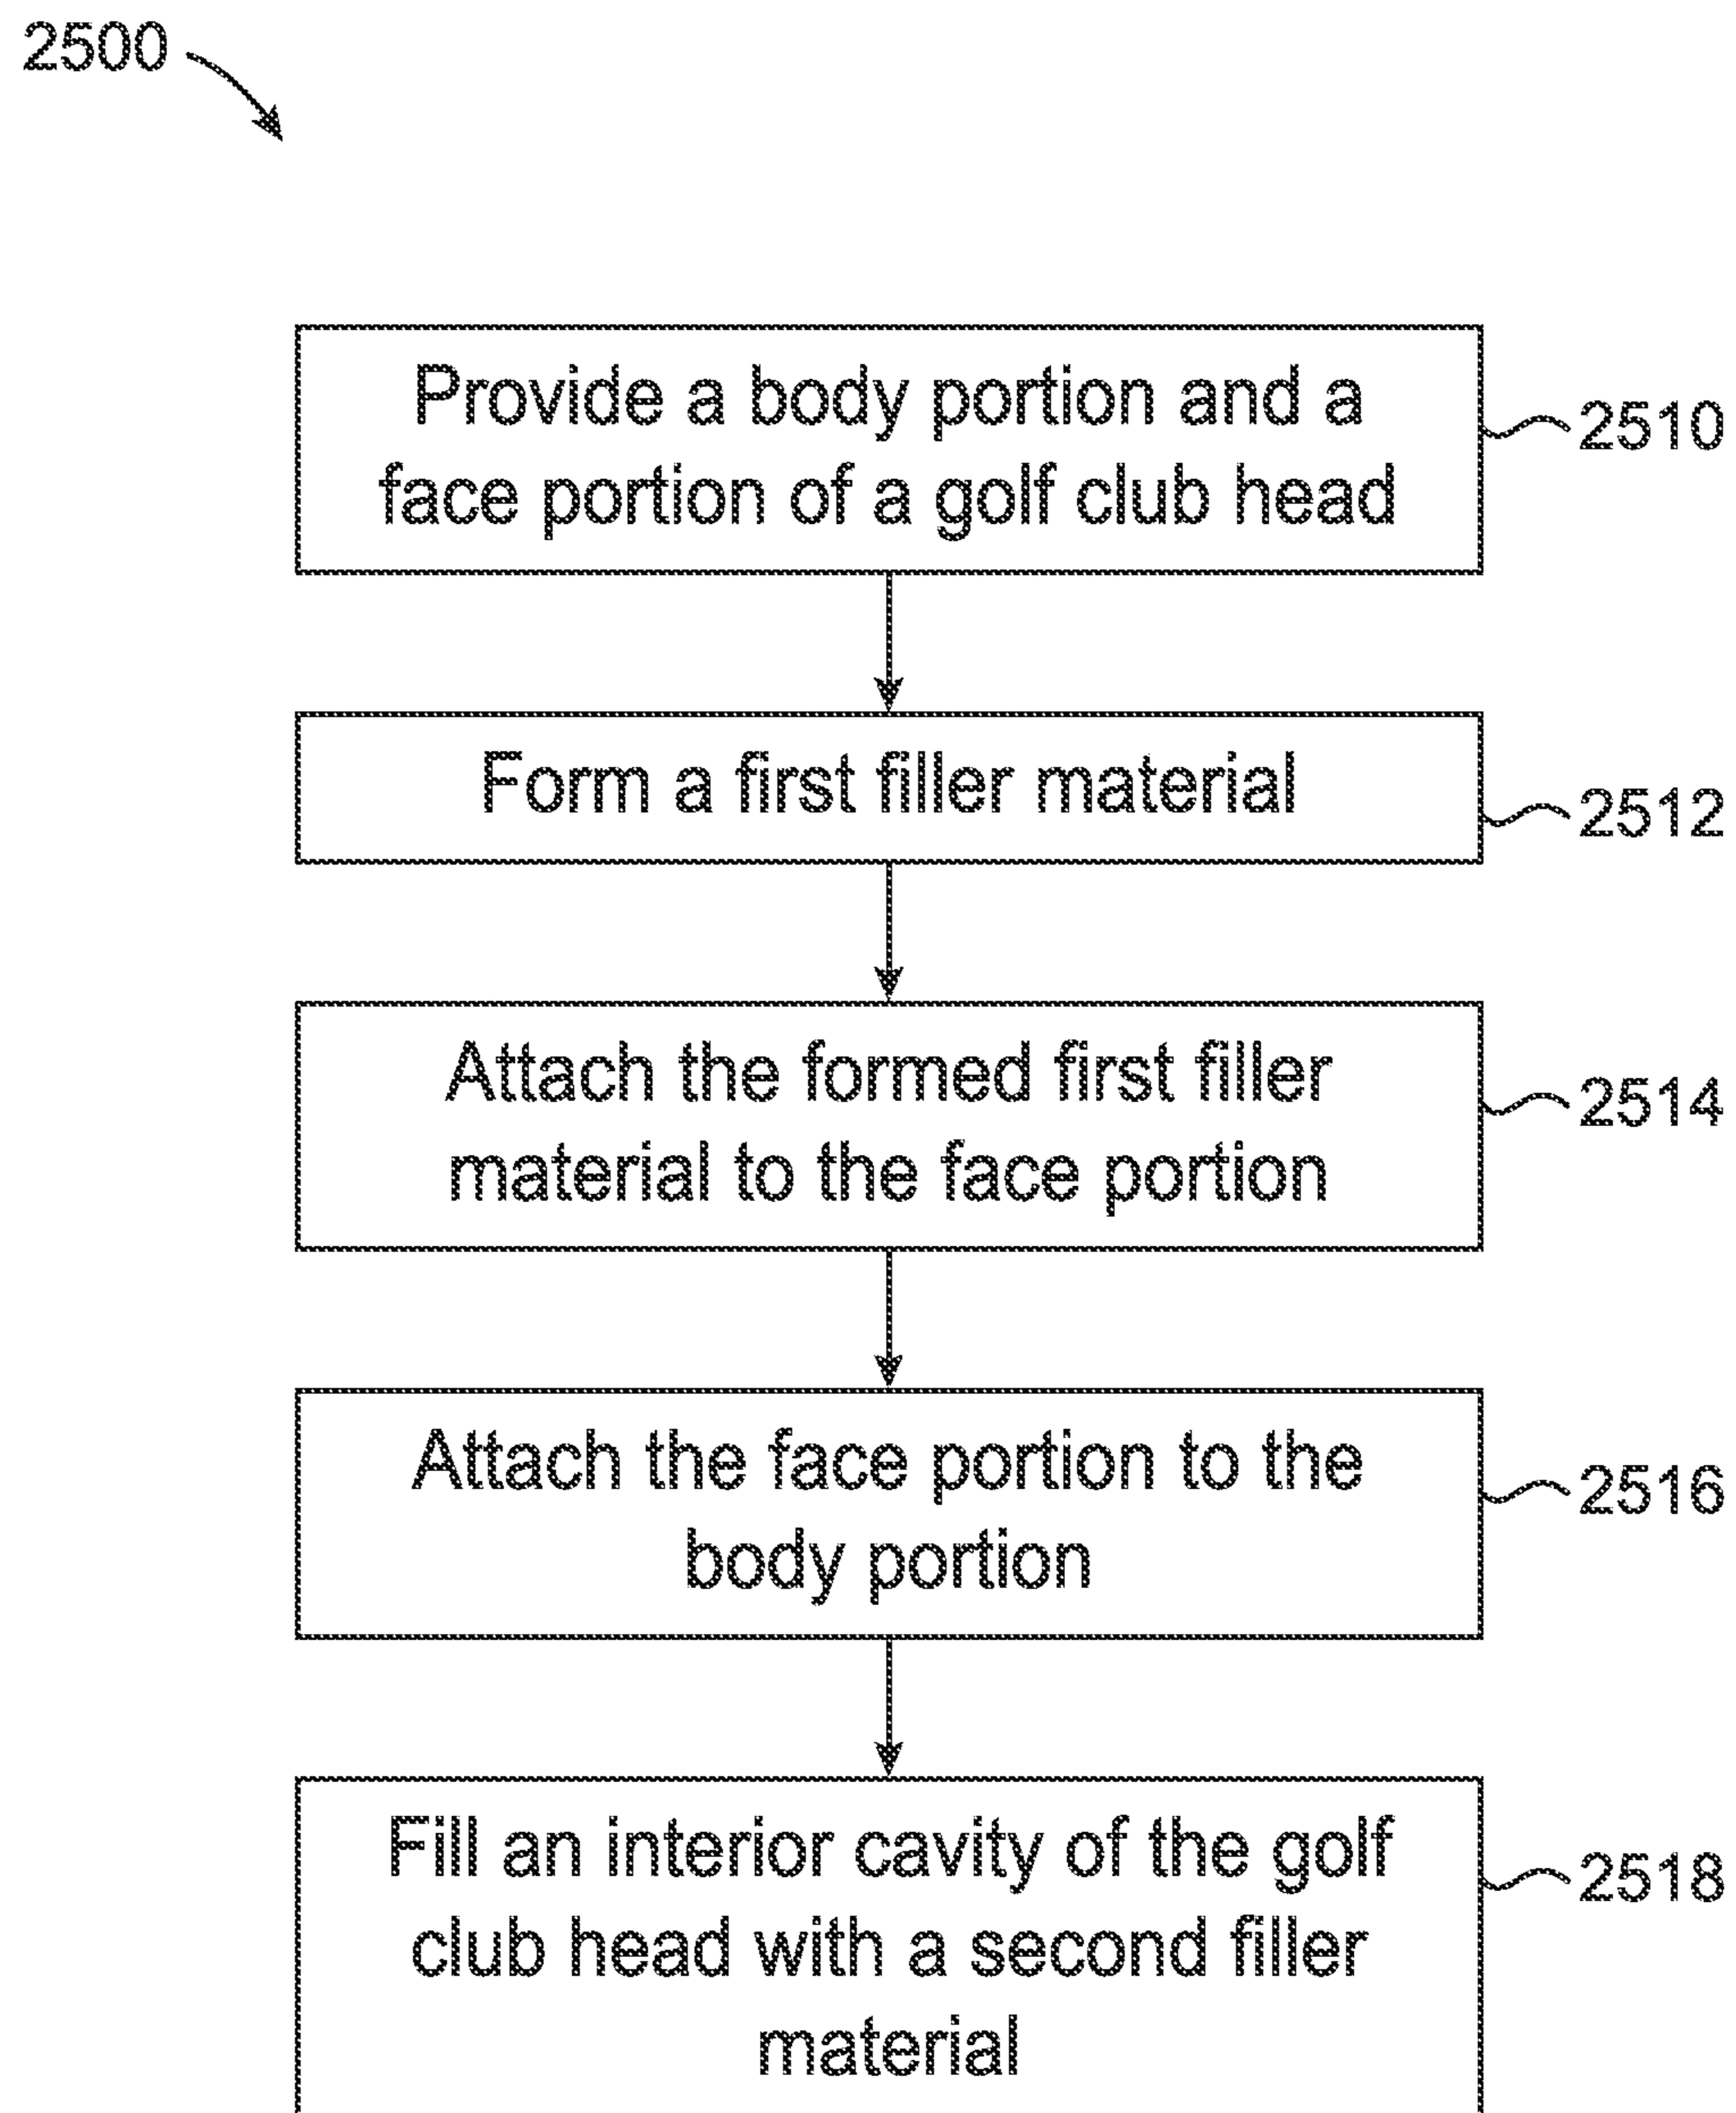 2500
Provide a body portion and a
face portion of a golf club head
2510
Form a first filler material
2512
Attach the formed first filler
material to the face portion
2514
Attach the face portion to the
body portion
2516
Fill an interior cavity of the golf
club head with a second filler
material
2518